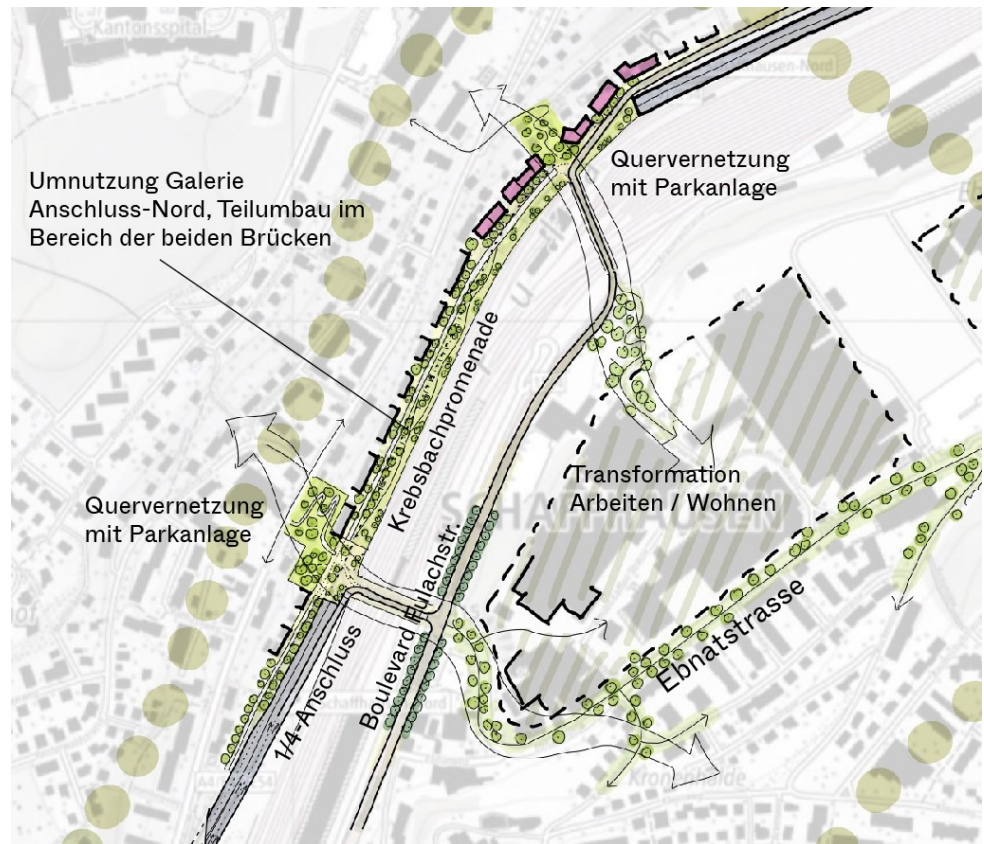 Kantonsspital
Umnutzung Galerie
Anschluss-Nord, Teilumbau im
Bereich der beiden Brücken
Quervernetzung
mit Parkanlage
Krebsbachpromenade
Quervernetzung
mit Parkanlage
Transformation
Arbeiten / Wohnen
SCHAFFHAUSEN
Boulevard Fulachstr.
1/4-Anschluss
Ebnatstrasse